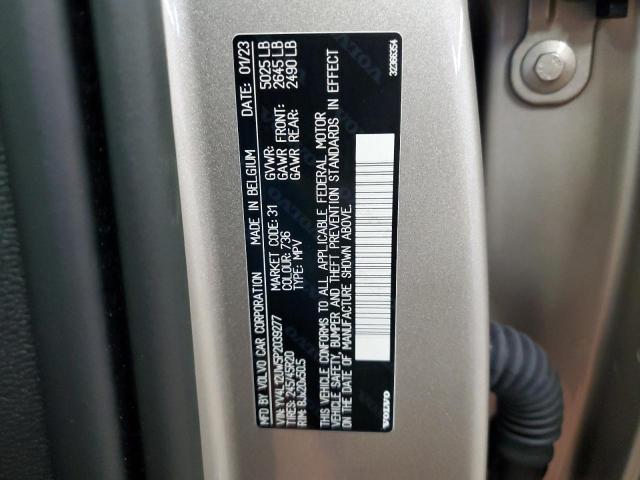 MFD BY VOLVO CAR CORPORATION MADE IN BELGIUM DATE: 01/23
VIN: YV4L12UW5P2039277 MARKET CODE: 31 GVWR: 5025 LB
TIRES: 245/45R20 COLOUR: 736 GAWR FRONT: 2645 LB
RIM: 8Jx20x50.5 TYPE: MPV GAWR REAR: 2490 LB
THIS VEHICLE CONFORMS TO ALL APPLICABLE FEDERAL MOTOR
VEHICLE SAFETY, BUMPER AND THEFT PREVENTION STANDARDS IN EFFECT
ON THE DATE OF MANUFACTURE SHOWN ABOVE.
VOLVO 32366354